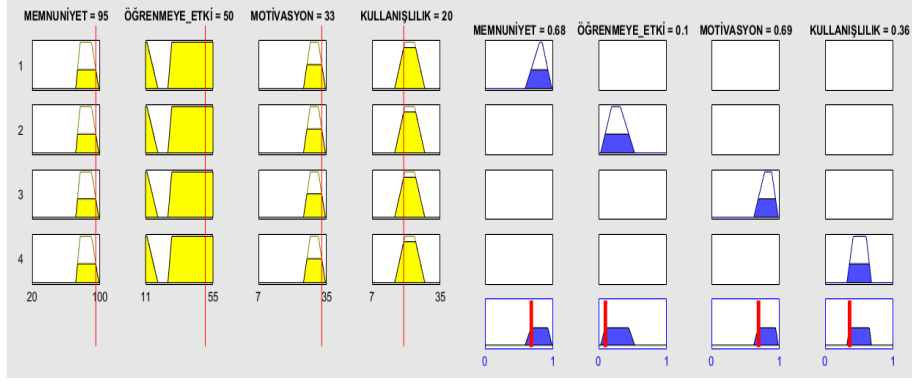 MEMNUNİYET = 95 ÖĞRENMEYE_ETKİ = 50 MOTİVASYON = 33 KULLANIŞLILIK = 20
MEMNUNİYET = 0.68 ÖĞRENMEYE_ETKİ = 0.1 MOTİVASYON = 0.69 KULLANIŞLILIK = 0.36
1
2
3
4
20 100 11 55 7 35 7 35
0 1 0 1 0 1 0 1